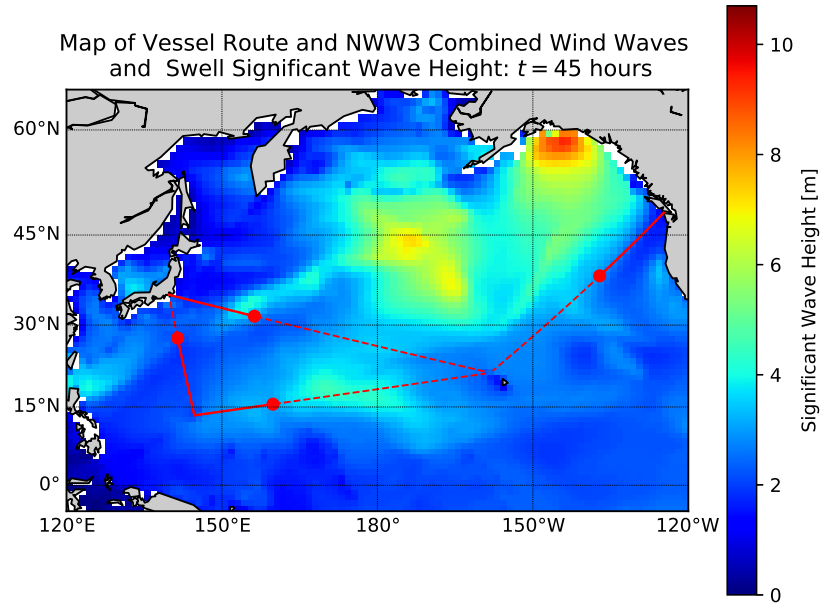 Map of Vessel Route and NWW3 Combined Wind Waves
and  Swell Significant Wave Height: t = 45 hours
60°N
45°N
30°N
15°N
0°
120°E
150°E
180°
150°W
120°W
10
8
6
4
2
0
Significant Wave Height [m]